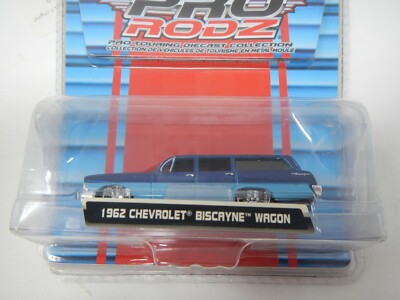 PRO
RODZ
PRO TOURING DIECAST COLLECTION
COLLECTION DE VÉHICULES DE TOURISME EN MÉTAL MOULÉ
1962 CHEVROLET® BISCAYNE™ WAGON